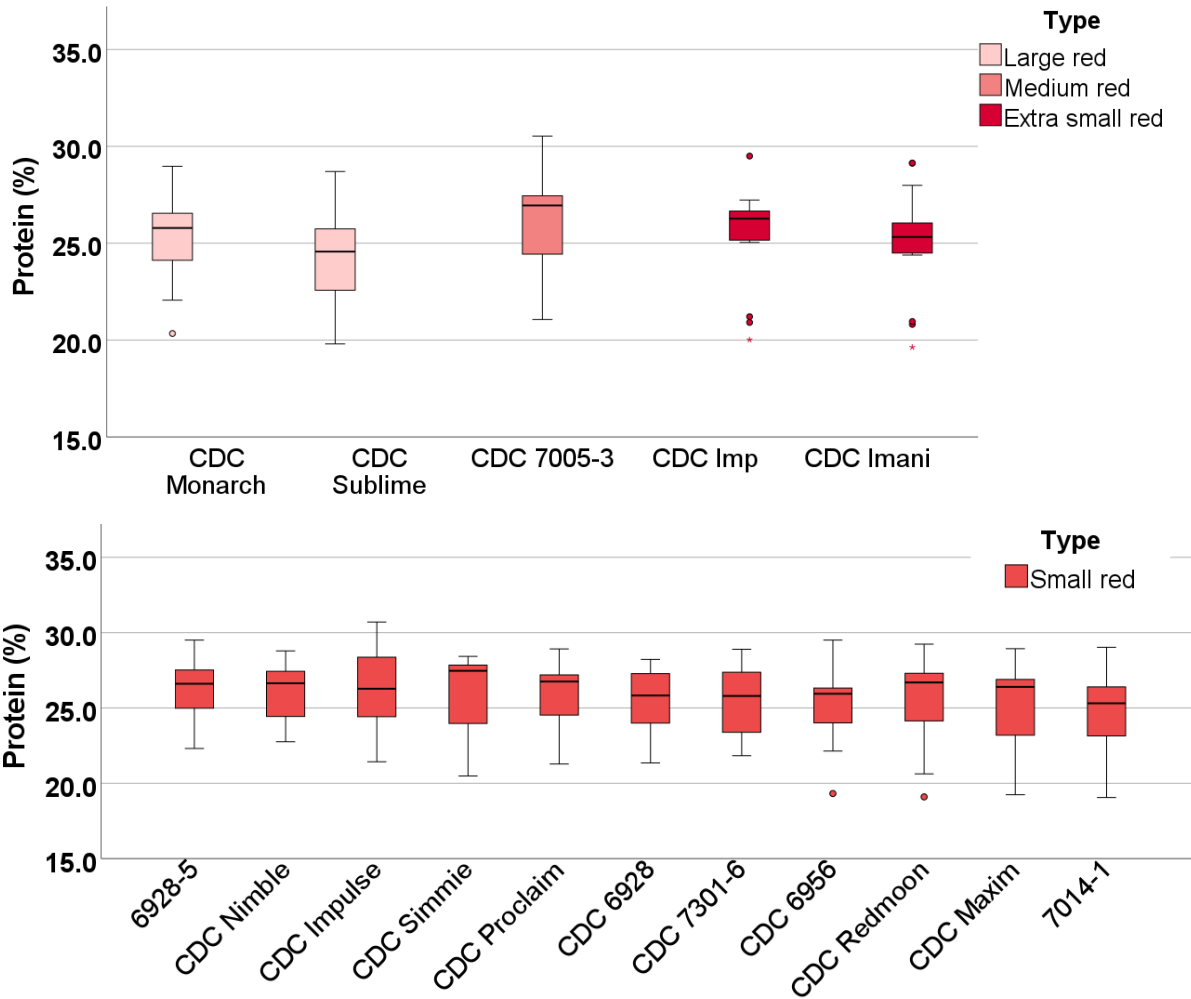 Type
Large red
Medium red
Extra small red
Protein (%)
35.0
30.0
25.0
20.0
15.0
CDC Monarch
CDC Sublime
CDC 7005-3
CDC Imp
CDC Imani
Type
Small red
Protein (%)
35.0
30.0
25.0
20.0
15.0
6928-5
CDC Nimble
CDC Impulse
CDC Simmie
CDC Proclaim
CDC 6928
CDC 7301-6
CDC 6956
CDC Redmoon
CDC Maxim
7014-1